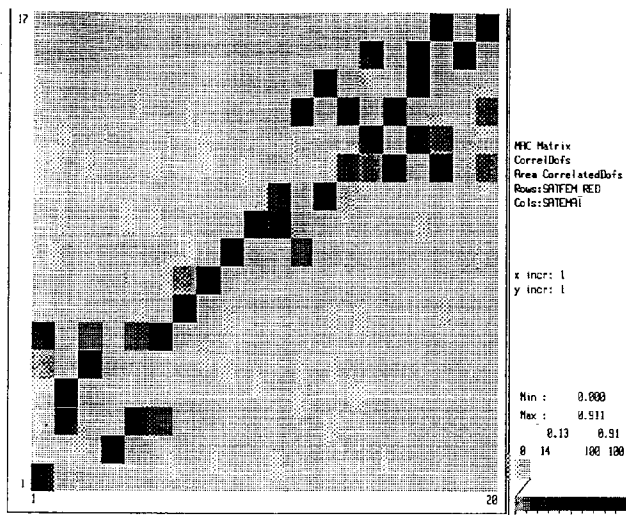 17
MAC Matrix
CorrelDofs
Area CorrelatedDofs
Rows:SATFEM RED
Cols:SATEMA1
x incr: 1
y incr: 1
Min : 0.000
Max : 0.911
0.13 0.91
0 14 100 100
1
1 20